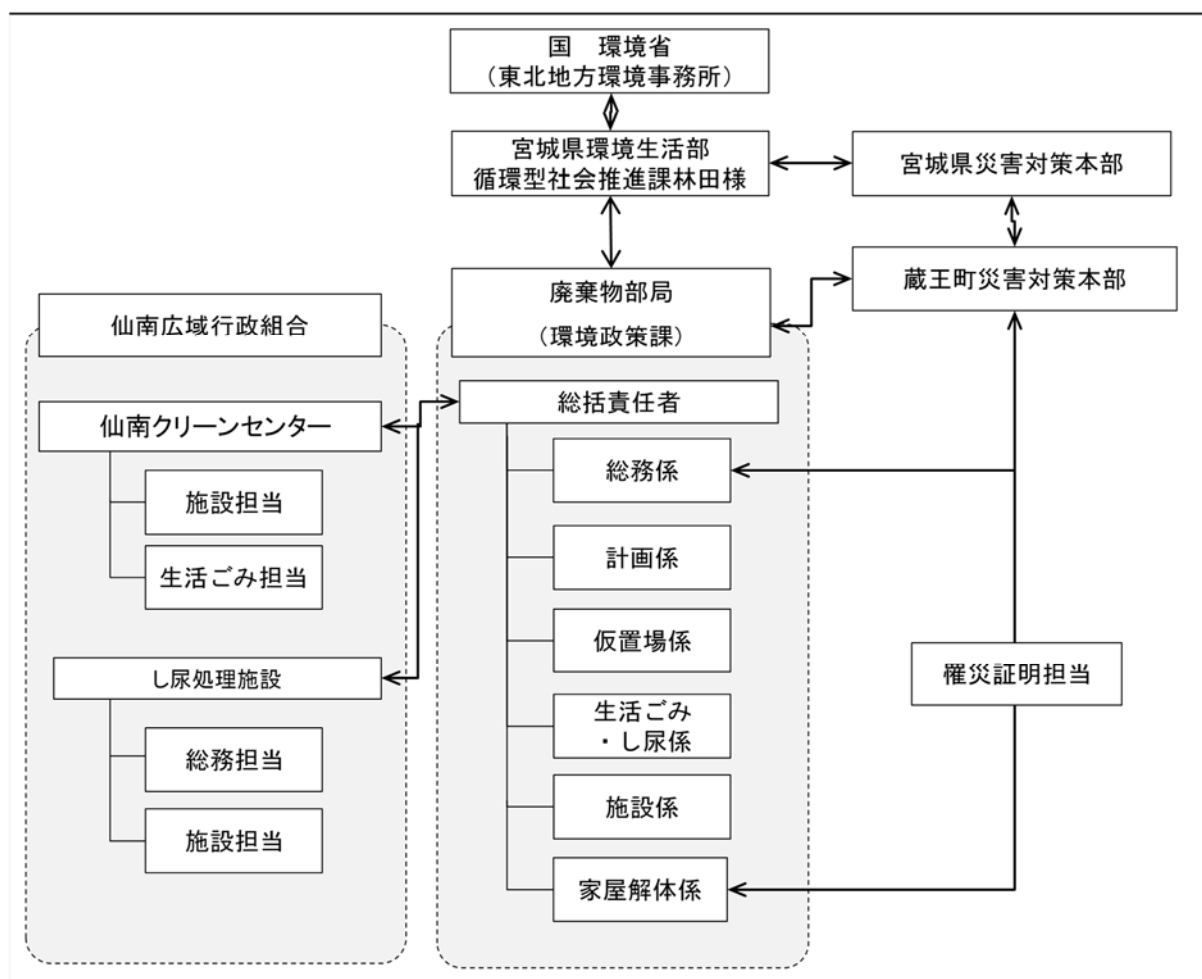 国　環境省
（東北地方環境事務所）
宮城県環境生活部
循環型社会推進課林田様
宮城県災害対策本部
蔵王町災害対策本部
廃棄物部局
（環境政策課）
仙南広域行政組合
仙南クリーンセンター
施設担当
生活ごみ担当
し尿処理施設
総務担当
施設担当
総括責任者
総務係
計画係
仮置場係
生活ごみ
・し尿係
施設係
家屋解体係
罹災証明担当